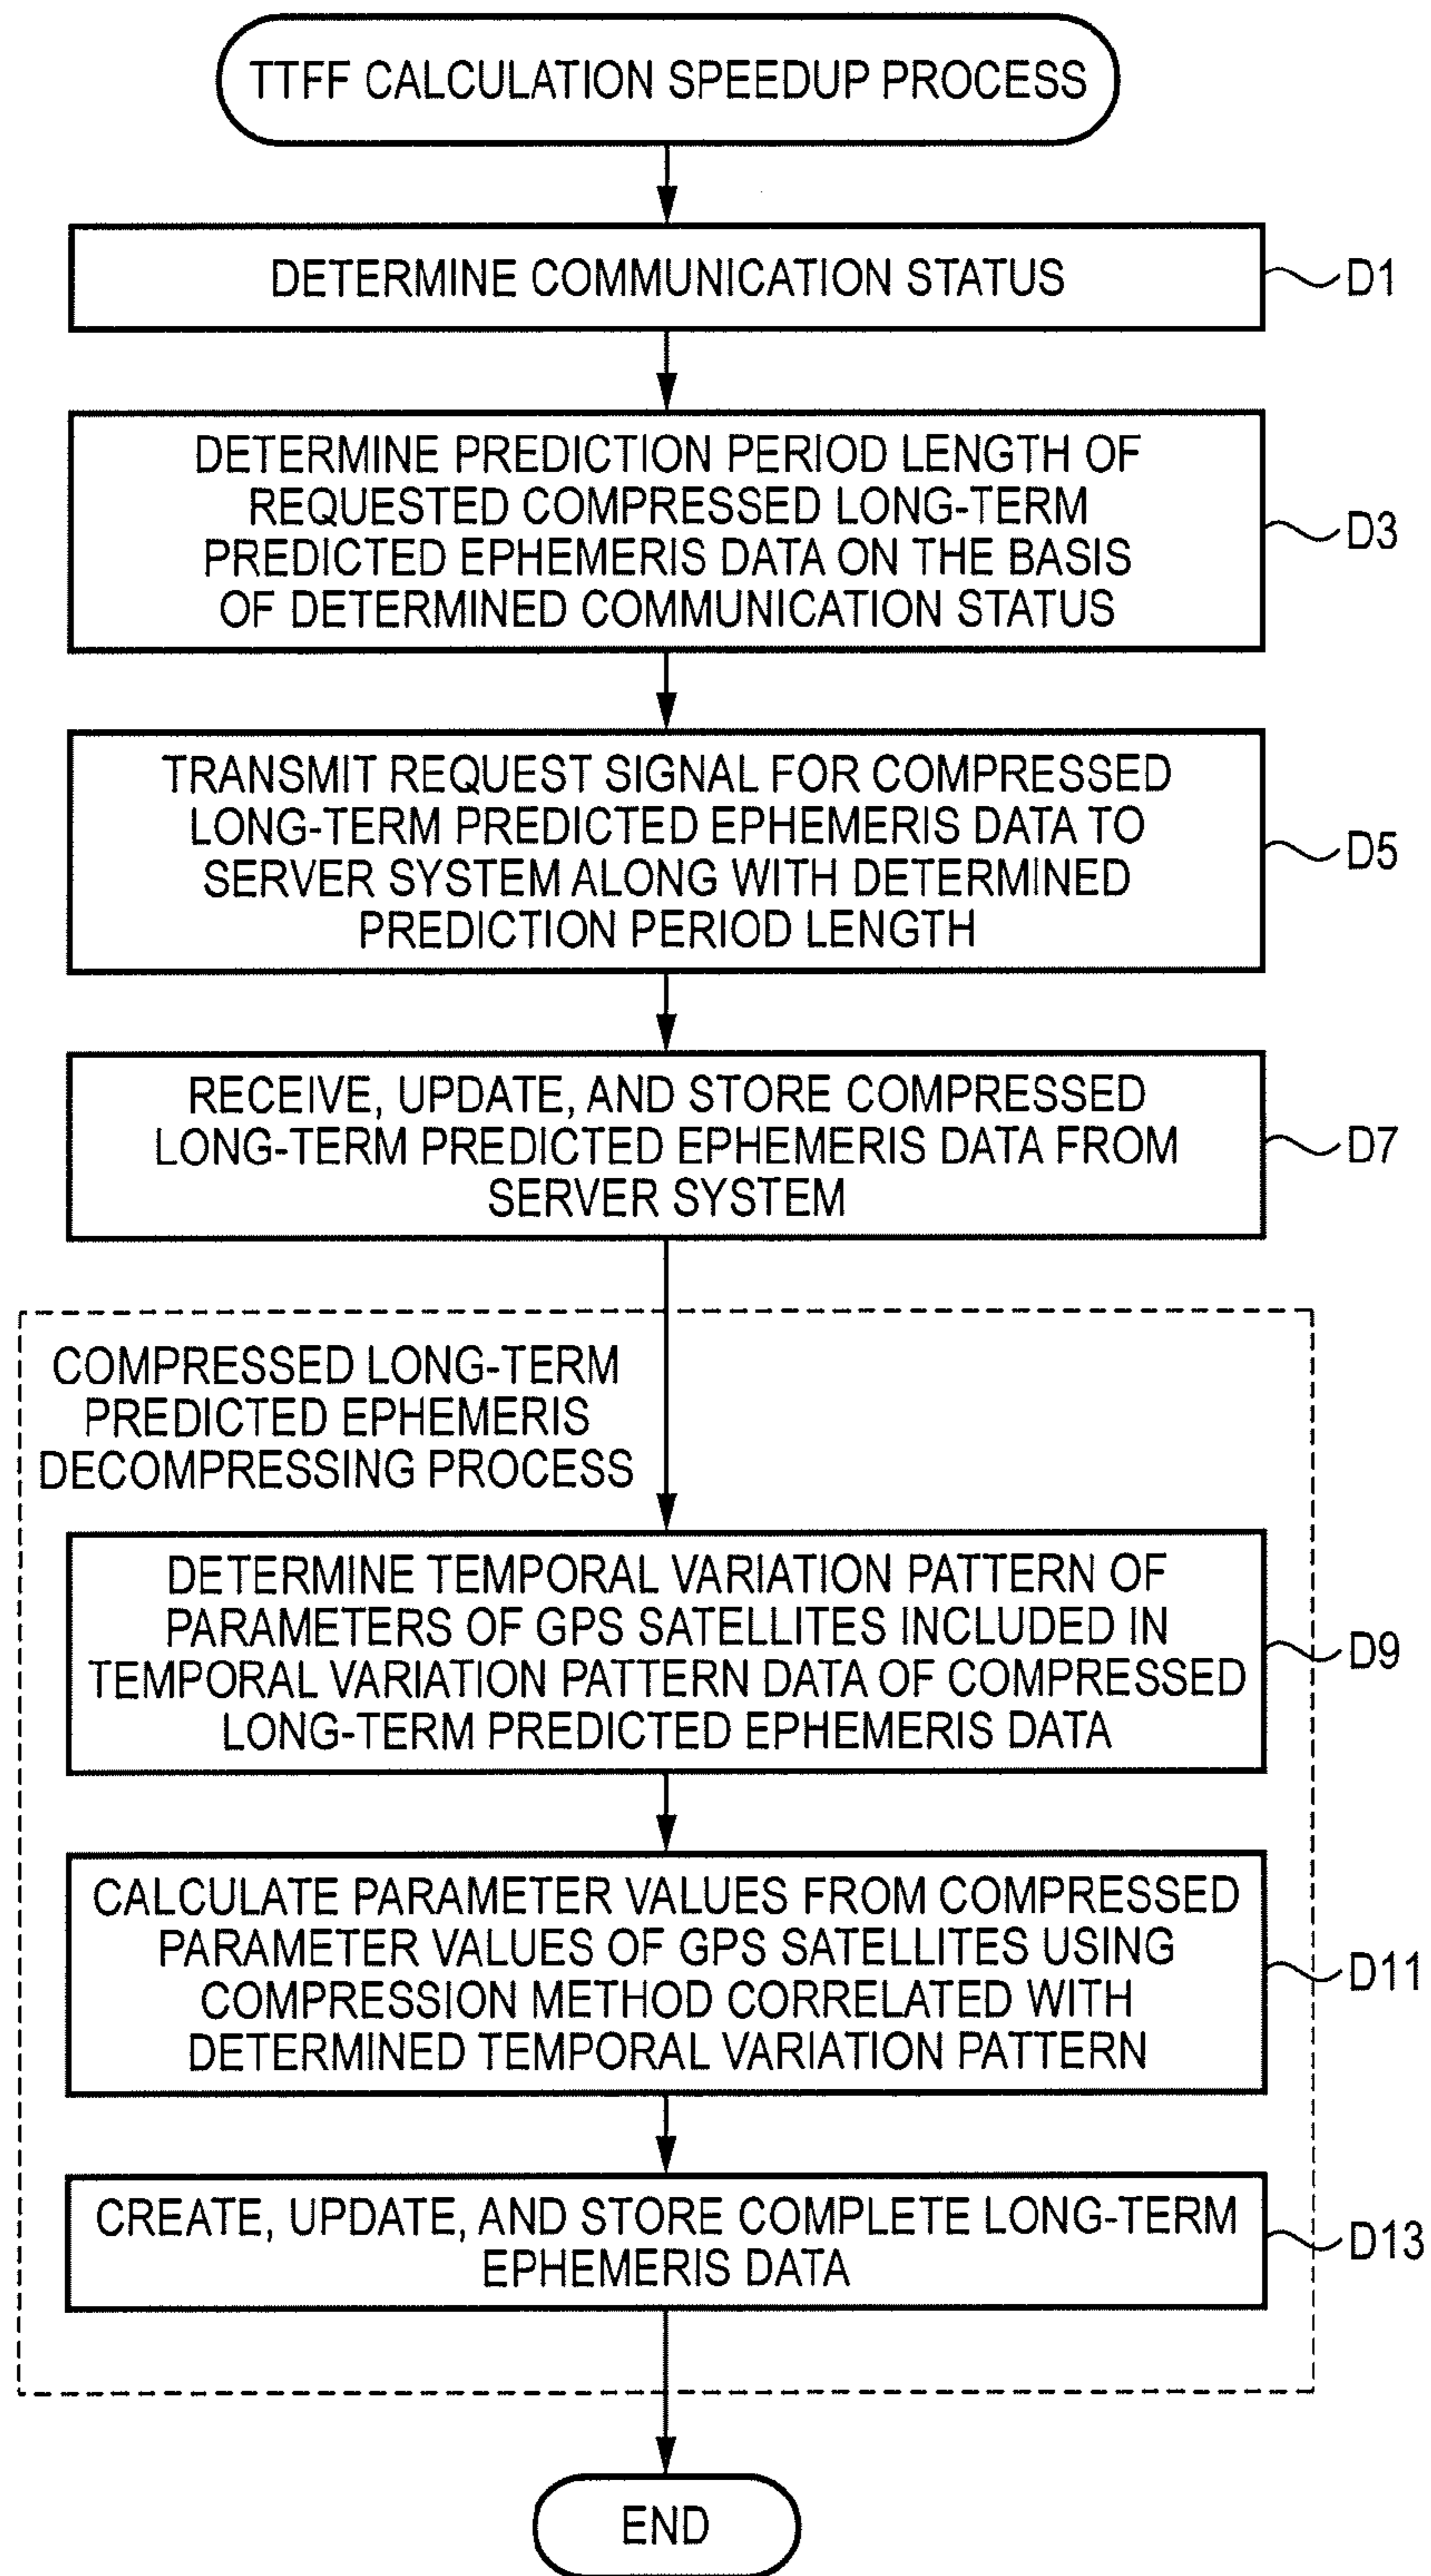 TTFF CALCULATION SPEEDUP PROCESS
DETERMINE COMMUNICATION STATUS
D1
DETERMINE PREDICTION PERIOD LENGTH OF
REQUESTED COMPRESSED LONG-TERM
PREDICTED EPHEMERIS DATA ON THE BASIS
OF DETERMINED COMMUNICATION STATUS
D3
TRANSMIT REQUEST SIGNAL FOR COMPRESSED
LONG-TERM PREDICTED EPHEMERIS DATA TO
SERVER SYSTEM ALONG WITH DETERMINED
PREDICTION PERIOD LENGTH
D5
RECEIVE, UPDATE, AND STORE COMPRESSED
LONG-TERM PREDICTED EPHEMERIS DATA FROM
SERVER SYSTEM
D7
COMPRESSED LONG-TERM
PREDICTED EPHEMERIS
DECOMPRESSING PROCESS
DETERMINE TEMPORAL VARIATION PATTERN OF
PARAMETERS OF GPS SATELLITES INCLUDED IN
TEMPORAL VARIATION PATTERN DATA OF COMPRESSED
LONG-TERM PREDICTED EPHEMERIS DATA
D9
CALCULATE PARAMETER VALUES FROM COMPRESSED
PARAMETER VALUES OF GPS SATELLITES USING
COMPRESSION METHOD CORRELATED WITH
DETERMINED TEMPORAL VARIATION PATTERN
D11
CREATE, UPDATE, AND STORE COMPLETE LONG-TERM
EPHEMERIS DATA
D13
END